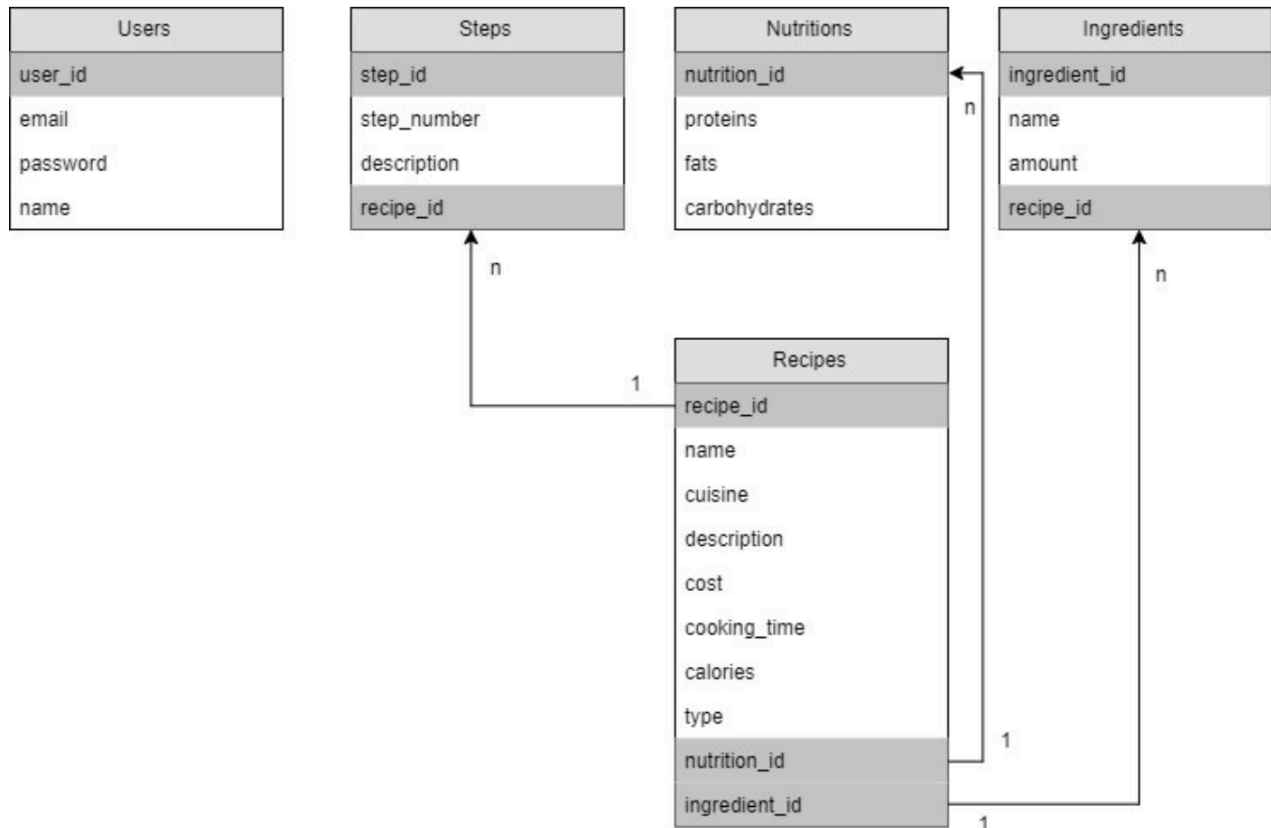 Users
user_id
email
password
name
Steps
step_id
step_number
description
recipe_id
Nutritions
nutrition_id
proteins
fats
carbohydrates
Ingredients
ingredient_id
name
amount
recipe_id
n
n
n
1
Recipes
recipe_id
name
cuisine
description
cost
cooking_time
calories
type
nutrition_id
ingredient_id
1
1